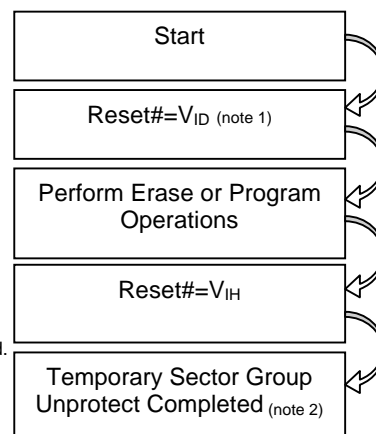 Start
Reset#=VID (note 1)
Perform Erase or Program
Operations
Reset#=VIH
Temporary Sector Group
Unprotect Completed (note 2)